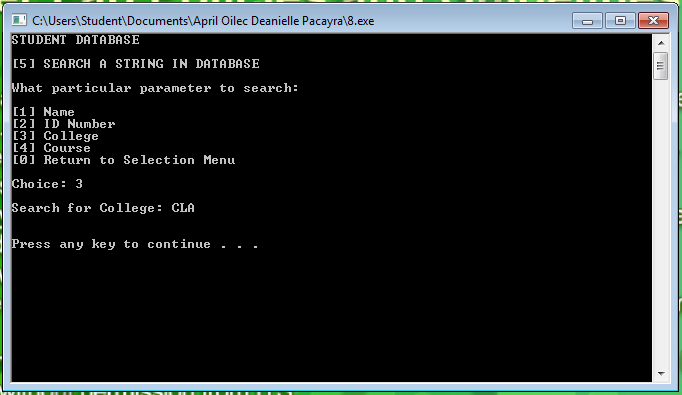 C:\Users\Student\Documents\April Oilec Deanielle Pacayra\8.exe
STUDENT DATABASE
[5] SEARCH A STRING IN DATABASE
What particular parameter to search:
[1] Name
[2] ID Number
[3] College
[4] Course
[0] Return to Selection Menu
Choice: 3
Search for College: CLA
Press any key to continue . . .